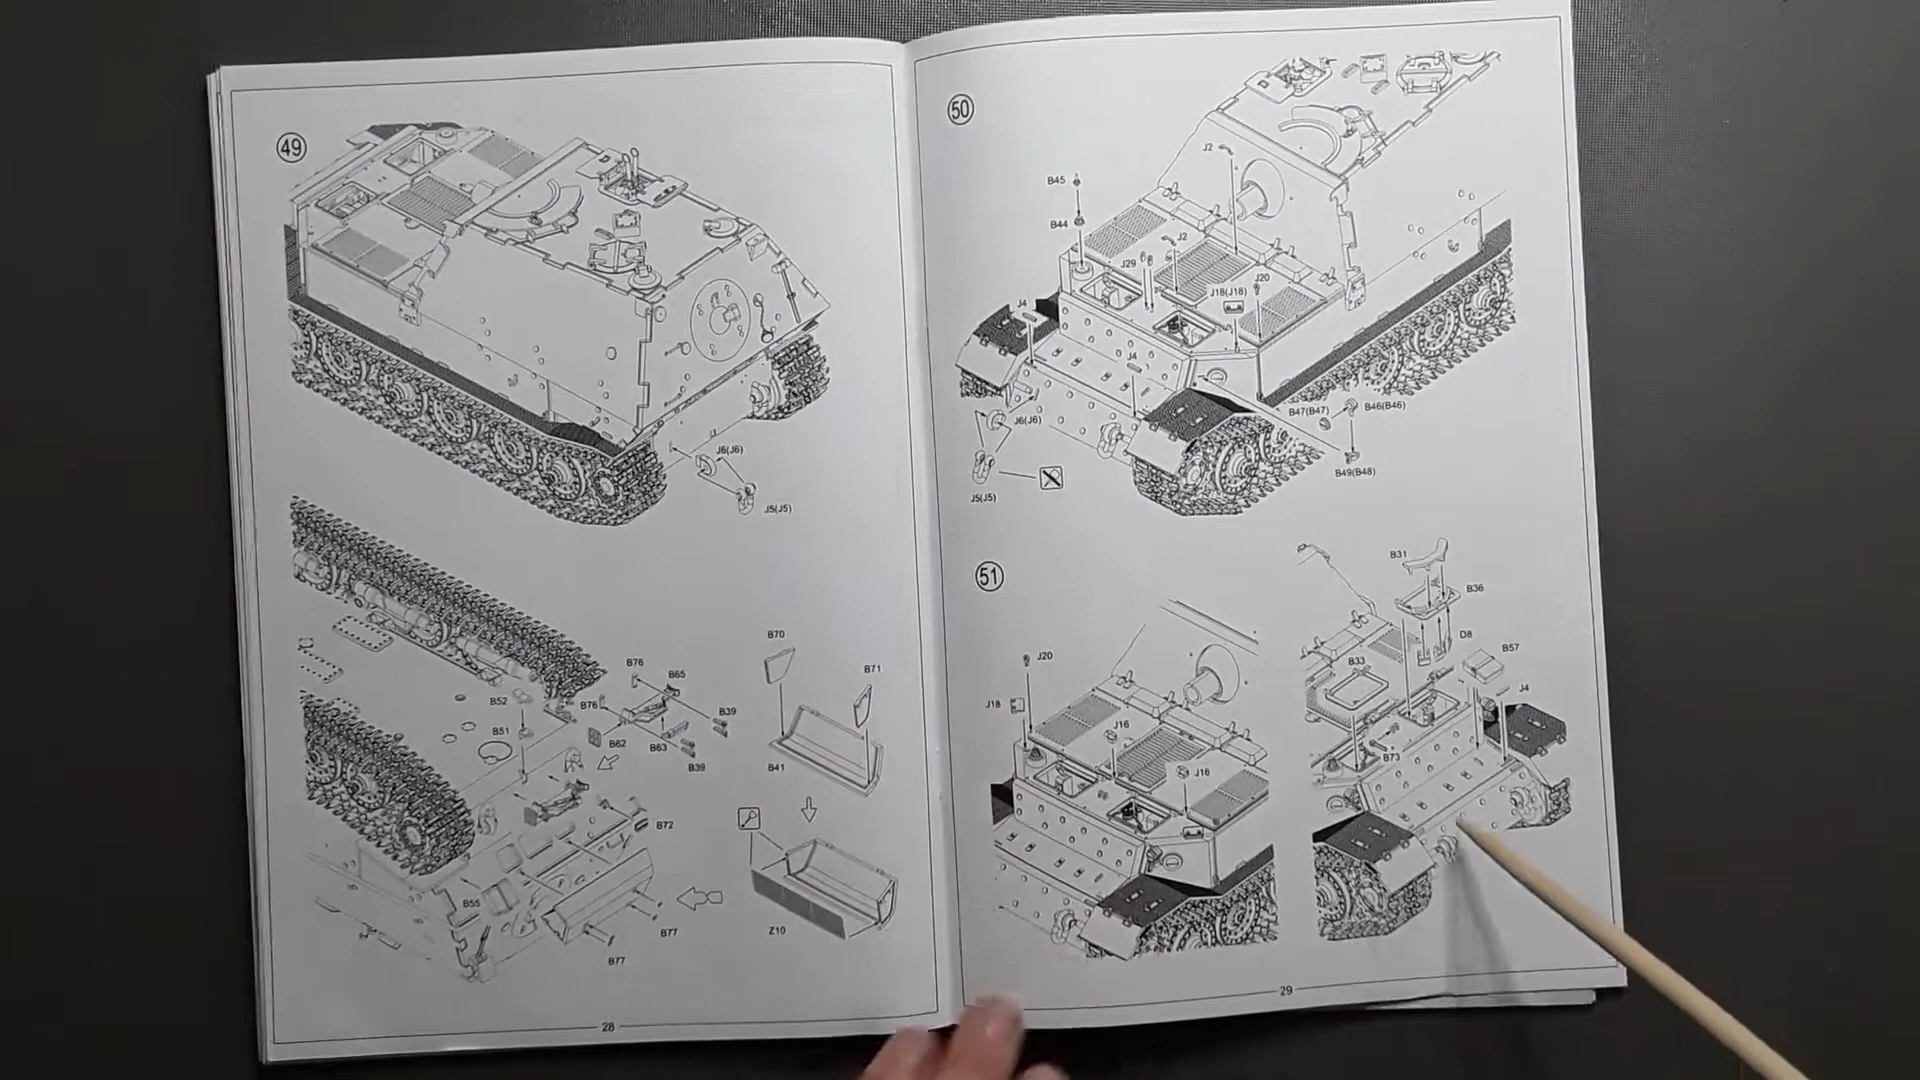 49
J6(J6)
J5(J5)
B70
B76
B65
B71
B52
B76
B39
B51
B62
B63
B39
B41
B72
B55
B77
Z10
B77
28
50
J2
B45
B44
J2
J29
J20
J18(J18)
J4
J4
B47(B47)
B46(B46)
J6(J6)
B49(B48)
J5(J5)
51
B31
B36
D8
J20
B33
B57
J18
J4
J16
B73
J16
29